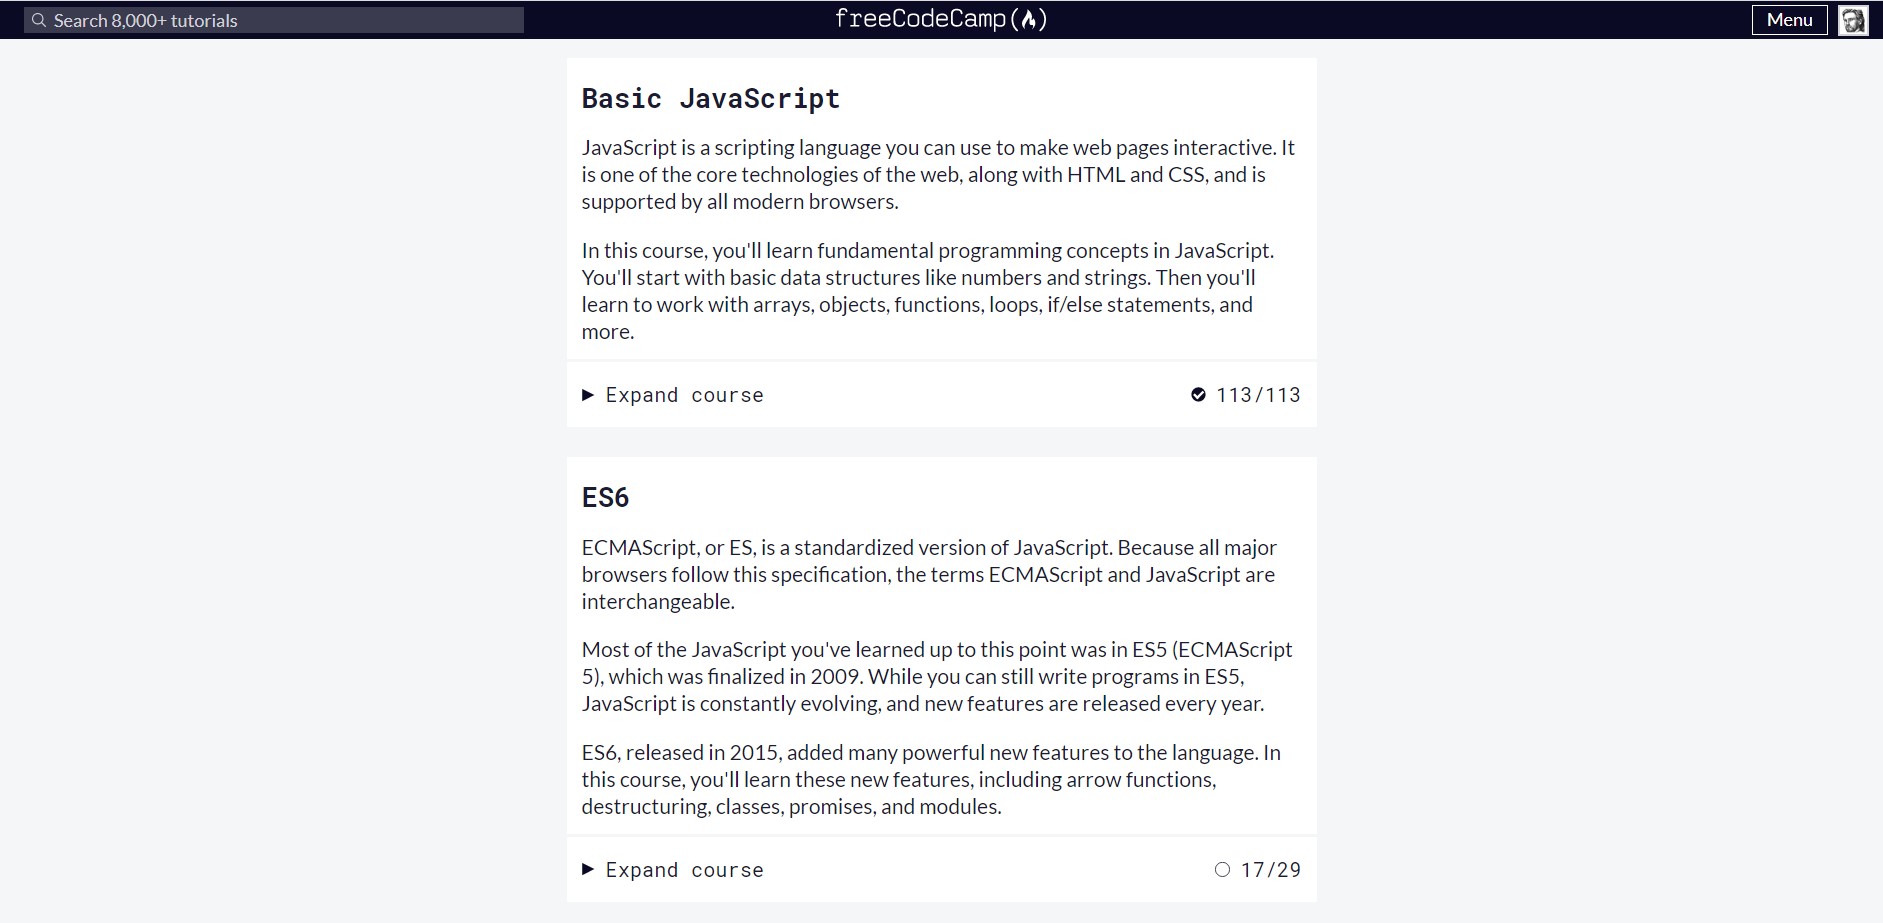 Search 8,000+ tutorials
freeCodeCamp
Menu
Basic JavaScript
JavaScript is a scripting language you can use to make web pages interactive. It
is one of the core technologies of the web, along with HTML and CSS, and is
supported by all modern browsers.
In this course, you'll learn fundamental programming concepts in JavaScript.
You'll start with basic data structures like numbers and strings. Then you'll
learn to work with arrays, objects, functions, loops, if/else statements, and
more.
Expand course
113/113
ES6
ECMAScript, or ES, is a standardized version of JavaScript. Because all major
browsers follow this specification, the terms ECMAScript and JavaScript are
interchangeable.
Most of the JavaScript you've learned up to this point was in ES5 (ECMAScript
5), which was finalized in 2009. While you can still write programs in ES5,
JavaScript is constantly evolving, and new features are released every year.
ES6, released in 2015, added many powerful new features to the language. In
this course, you'll learn these new features, including arrow functions,
destructuring, classes, promises, and modules.
Expand course
17/29